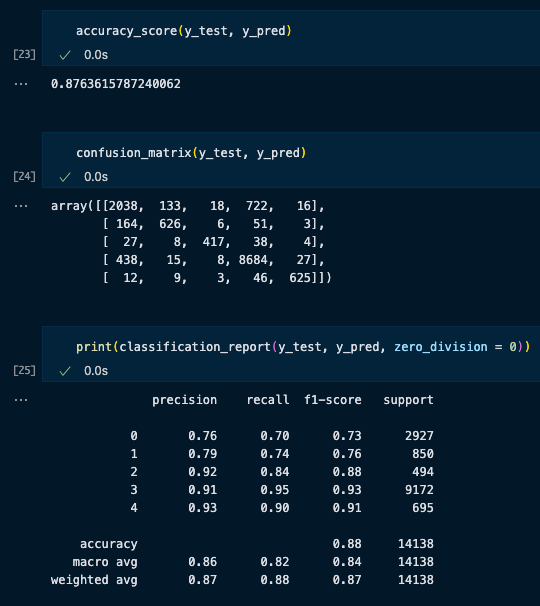 accuracy_score(y_test, y_pred)
[23] ✓ 0.0s
... 0.8763615787240062
confusion_matrix(y_test, y_pred)
[24] ✓ 0.0s
... array([[2038, 133, 18, 722, 16],
[ 164, 626, 6, 51, 3],
[ 27, 8, 417, 38, 4],
[ 438, 15, 8, 8684, 27],
[ 12, 9, 3, 46, 625]])
print(classification_report(y_test, y_pred, zero_division = 0))
[25] ✓ 0.0s
... precision recall f1-score support
0 0.76 0.70 0.73 2927
1 0.79 0.74 0.76 850
2 0.92 0.84 0.88 494
3 0.91 0.95 0.93 9172
4 0.93 0.90 0.91 695
accuracy 0.88 14138
macro avg 0.86 0.82 0.84 14138
weighted avg 0.87 0.88 0.87 14138